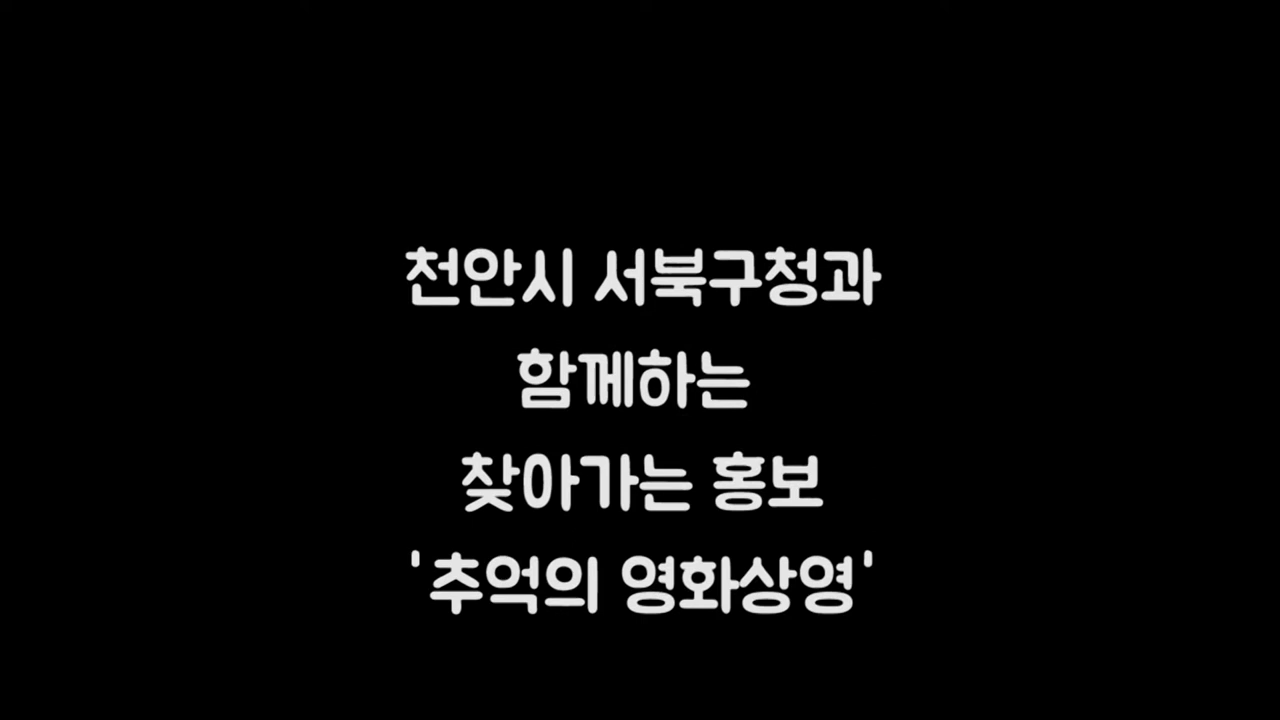 천안시 서북구청과
함께하는
찾아가는 홍보
'추억의 영화상영'